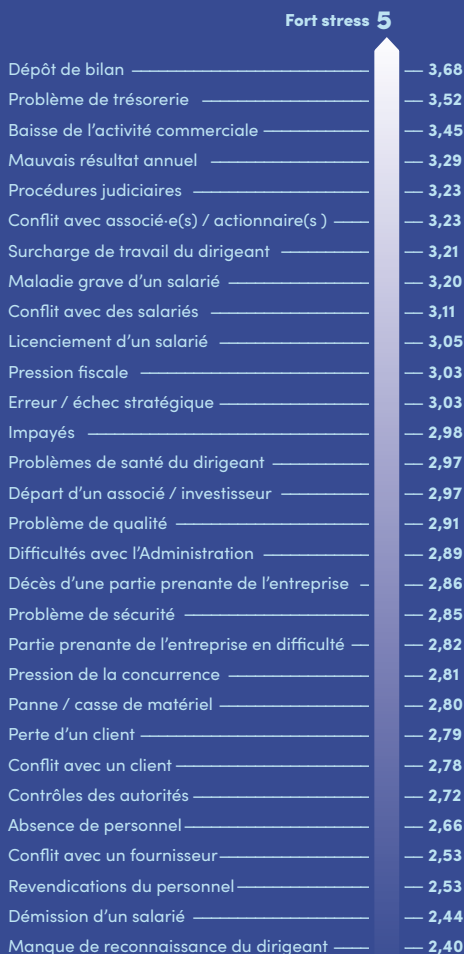 Fort stress 5
Dépôt de bilan 3,68
Problème de trésorerie 3,52
Baisse de l'activité commerciale 3,45
Mauvais résultat annuel 3,29
Procédures judiciaires 3,23
Conflit avec associé·e(s) / actionnaire(s ) 3,23
Surcharge de travail du dirigeant 3,21
Maladie grave d'un salarié 3,20
Conflit avec des salariés 3,11
Licenciement d'un salarié 3,05
Pression fiscale 3,03
Erreur / échec stratégique 3,03
Impayés 2,98
Problèmes de santé du dirigeant 2,97
Départ d'un associé / investisseur 2,97
Problème de qualité 2,91
Difficultés avec l'Administration 2,89
Décès d'une partie prenante de l'entreprise 2,86
Problème de sécurité 2,85
Partie prenante de l'entreprise en difficulté 2,82
Pression de la concurrence 2,81
Panne / casse de matériel 2,80
Perte d'un client 2,79
Conflit avec un client 2,78
Contrôles des autorités 2,72
Absence de personnel 2,66
Conflit avec un fournisseur 2,53
Revendications du personnel 2,53
Démission d'un salarié 2,44
Manque de reconnaissance du dirigeant 2,40